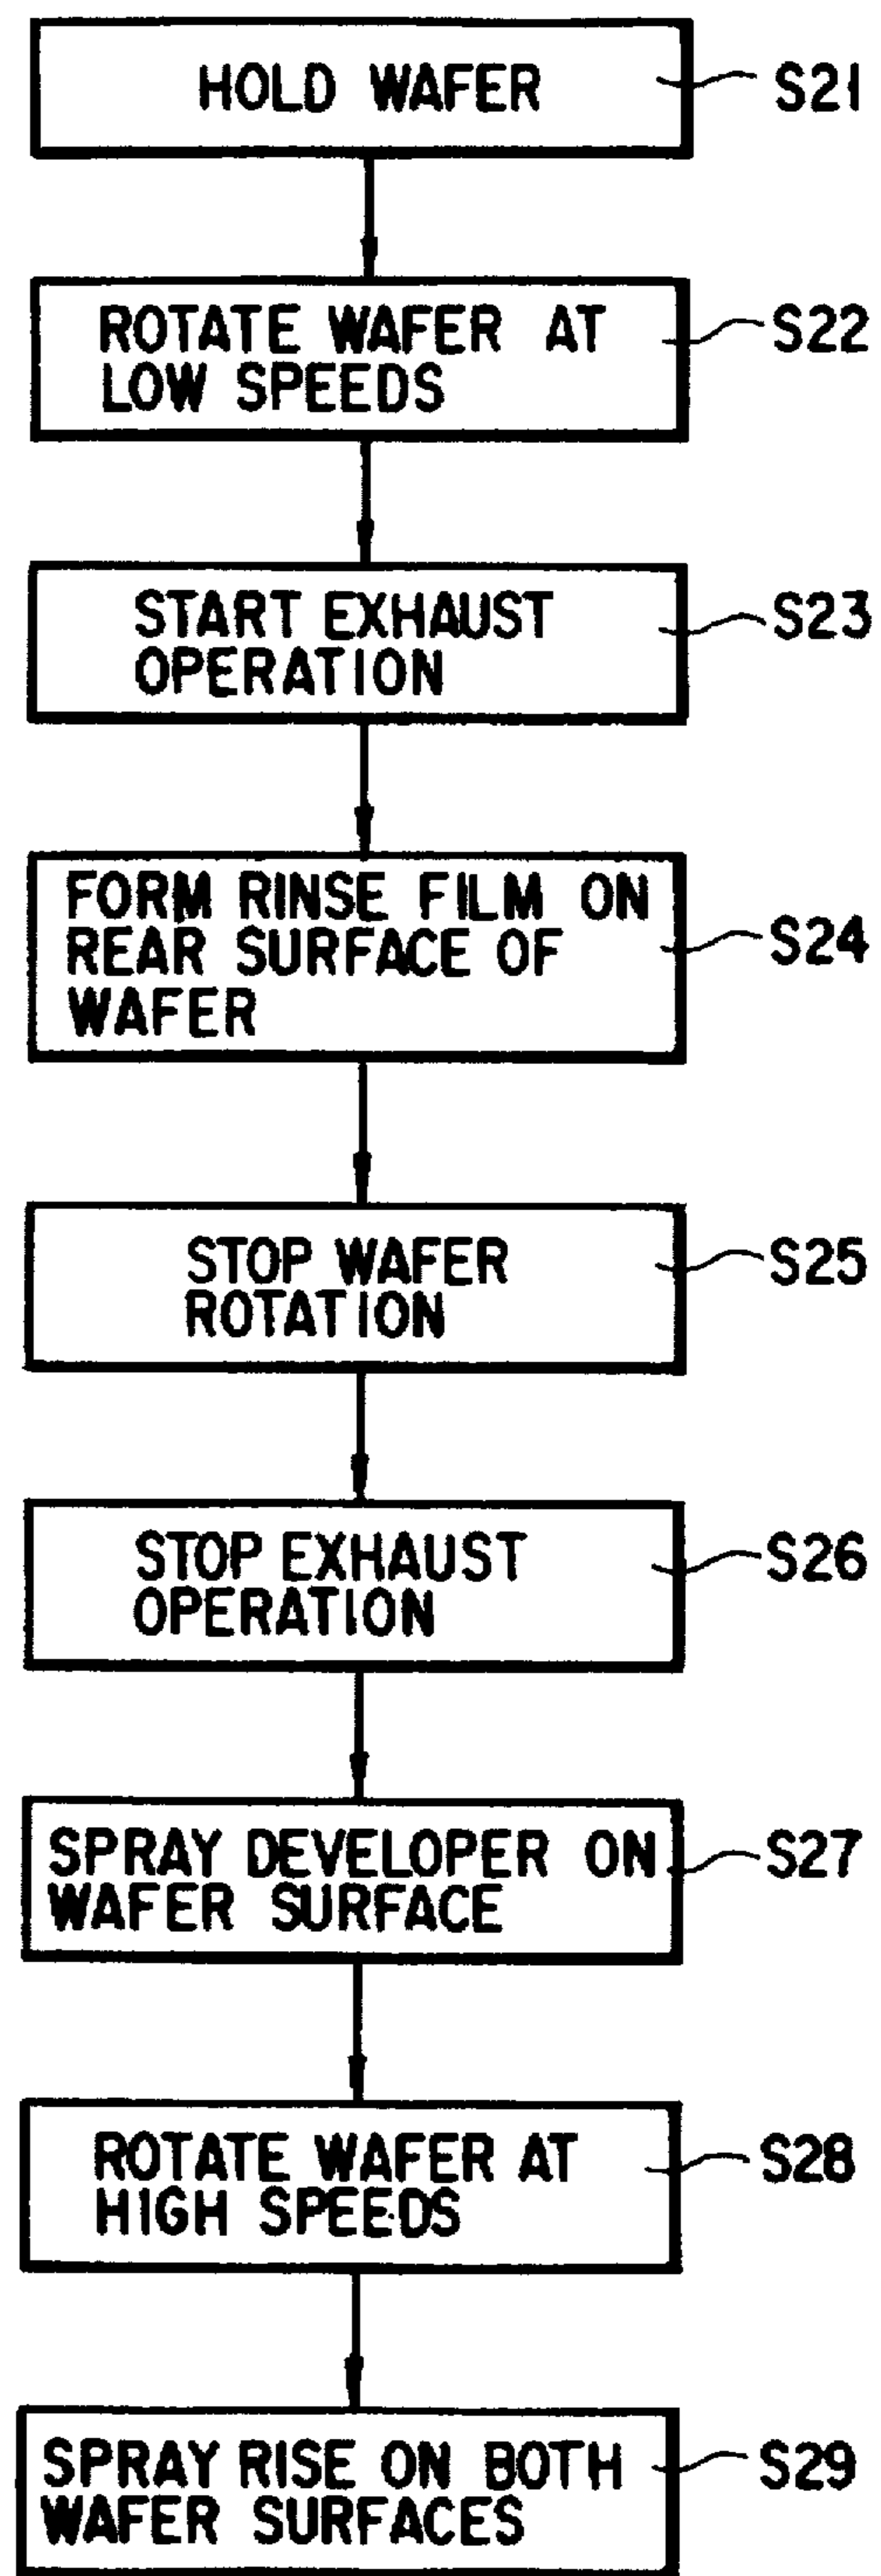 HOLD WAFER
S21
ROTATE WAFER AT
LOW SPEEDS
S22
START EXHAUST
OPERATION
S23
FORM RINSE FILM ON
REAR SURFACE OF
WAFER
S24
STOP WAFER
ROTATION
S25
STOP EXHAUST
OPERATION
S26
SPRAY DEVELOPER ON
WAFER SURFACE
S27
ROTATE WAFER AT
HIGH SPEEDS
S28
SPRAY RISE ON BOTH
WAFER SURFACES
S29